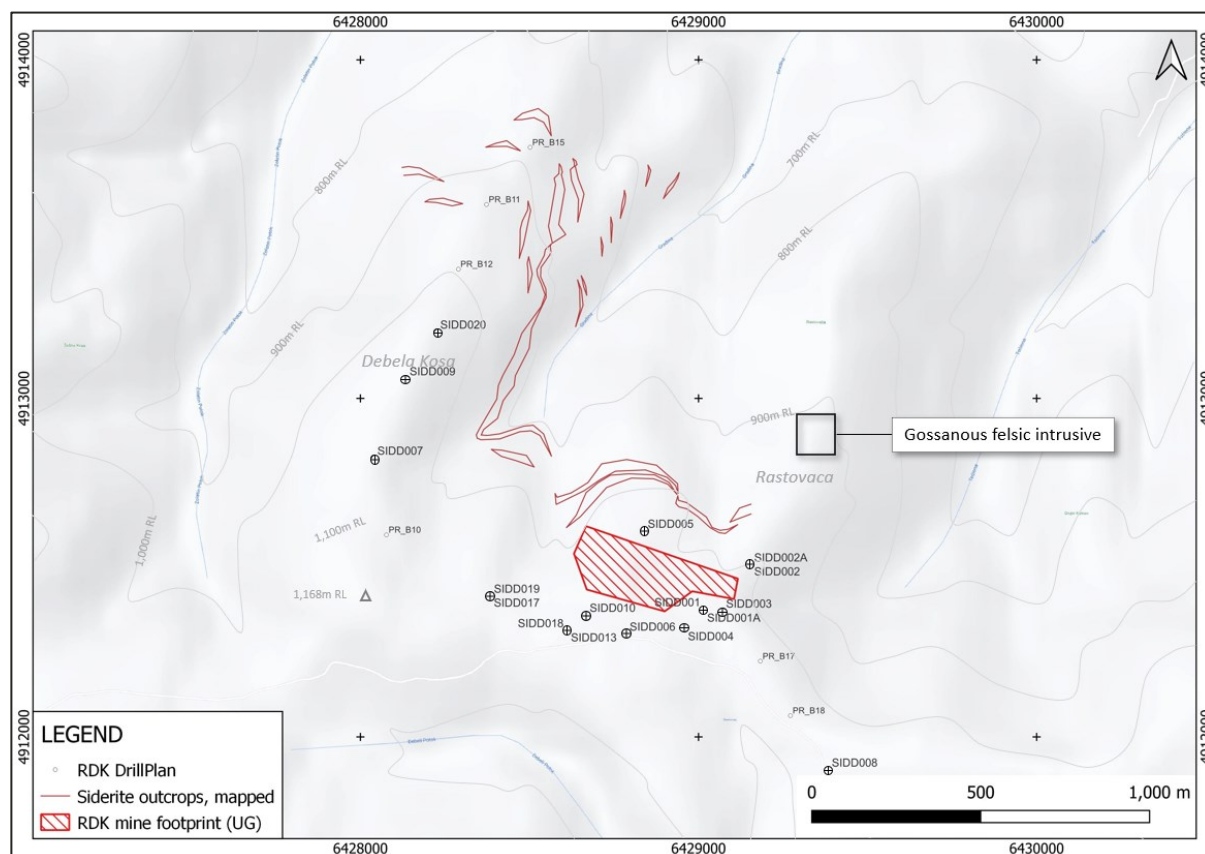 6428000
6429000
6430000
4914000
4914000
PR_B15
700m RL
800m RL
PR_B11
800m RL
PR_B12
SIDD020
900m RL
Debela Kosa
SIDD009
4913000
4913000
900m RL
Gossanous felsic intrusive
SIDD007
Rastovaca
1,100m RL
SIDD005
PR_B10
1,000m RL
SIDD002A
SIDD002
1,168m RL
SIDD019
SIDD017
SIDD010
SIDD001
SIDD003
SIDD001A
SIDD018
SIDD013
SIDD006
SIDD004
PR_B17
PR_B18
4912000
4912000
SIDD008
LEGEND
RDK DrillPlan
Siderite outcrops, mapped
RDK mine footprint (UG)
0
500
1,000 m
6428000
6429000
6430000